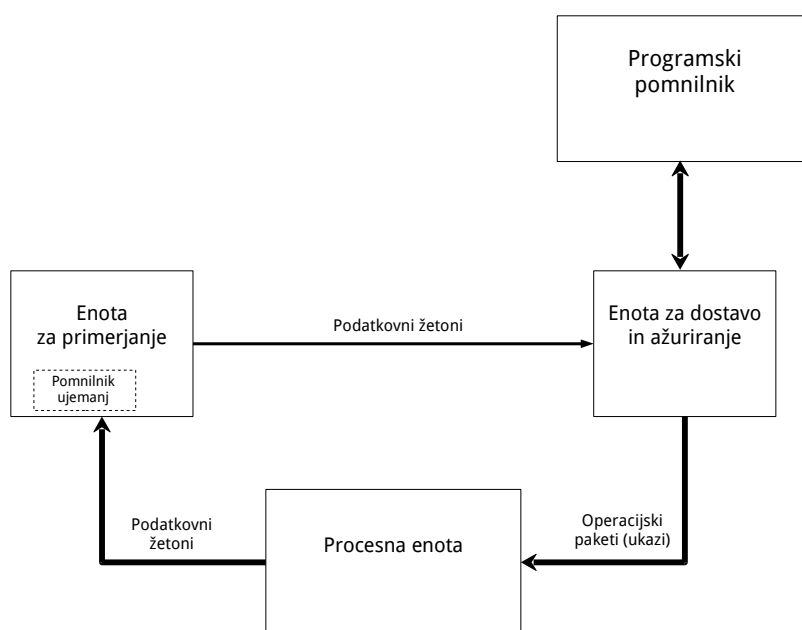 Programski
pomnilnik
Enota
za primerjanje
Pomnilnik
ujemanj
Podatkovni žetoni
Enota za dostavo
in ažuriranje
Podatkovni
žetoni
Procesna enota
Operacijski
paketi (ukazi)